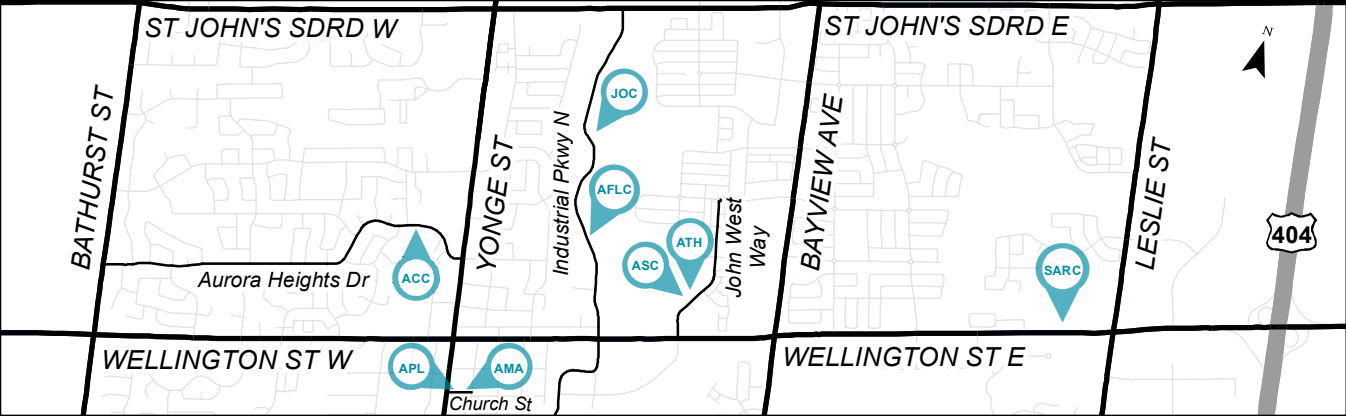 ST JOHN'S SDRD W
ST JOHN'S SDRD E
N
JOC
BATHURST ST
YONGE ST
Industrial Pkwy N
BAYVIEW AVE
LESLIE ST
AFLC
John West
Way
404
ATH
ASC
SARC
Aurora Heights Dr
ACC
WELLINGTON ST W
WELLINGTON ST E
APL
AMA
Church St